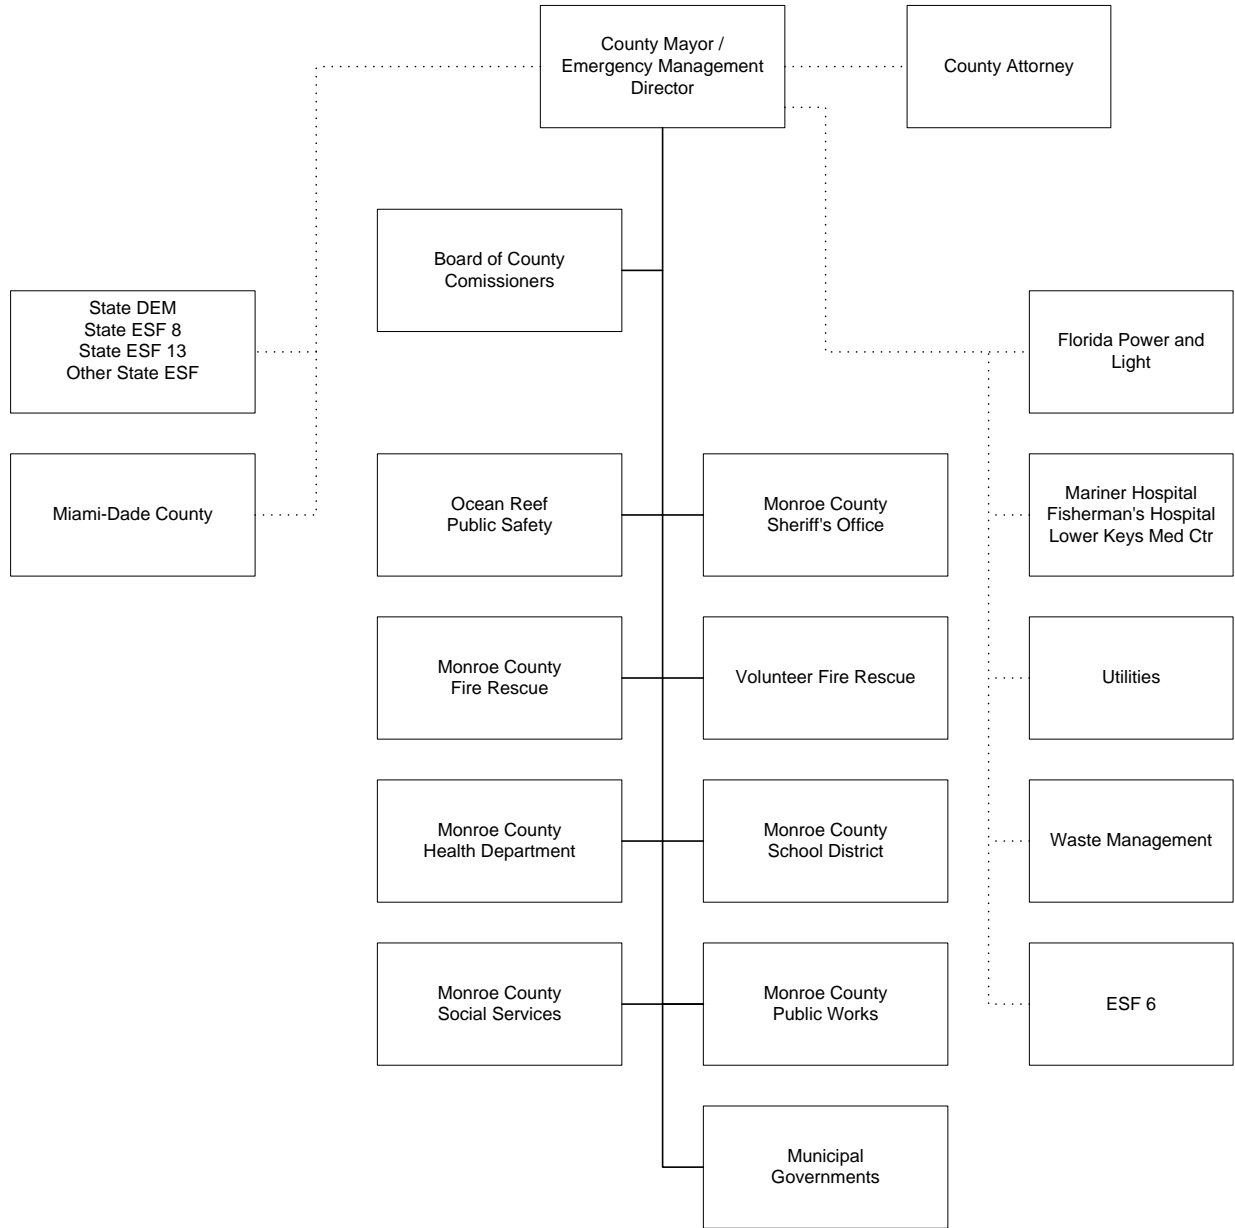 County Mayor /
Emergency Management
Director
County Attorney
Board of County
Comissioners
State DEM
State ESF 8
State ESF 13
Other State ESF
Florida Power and
Light
Miami-Dade County
Ocean Reef
Public Safety
Monroe County
Sheriff's Office
Mariner Hospital
Fisherman's Hospital
Lower Keys Med Ctr
Monroe County
Fire Rescue
Volunteer Fire Rescue
Utilities
Monroe County
Health Department
Monroe County
School District
Waste Management
Monroe County
Social Services
Monroe County
Public Works
ESF 6
Municipal
Governments